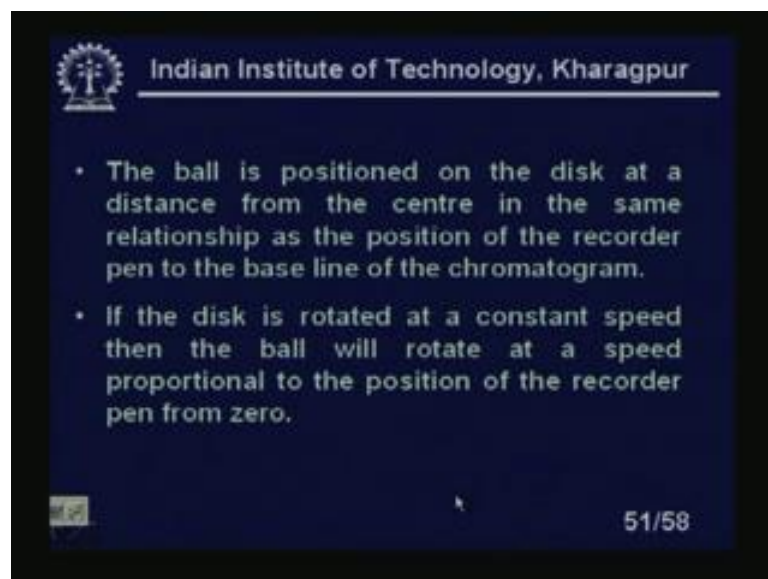 Indian Institute of Technology, Kharagpur
• The ball is positioned on the disk at a
distance from the centre in the same
relationship as the position of the recorder
pen to the base line of the chromatogram.
• If the disk is rotated at a constant speed
then the ball will rotate at a speed
proportional to the position of the recorder
pen from zero.
51/58